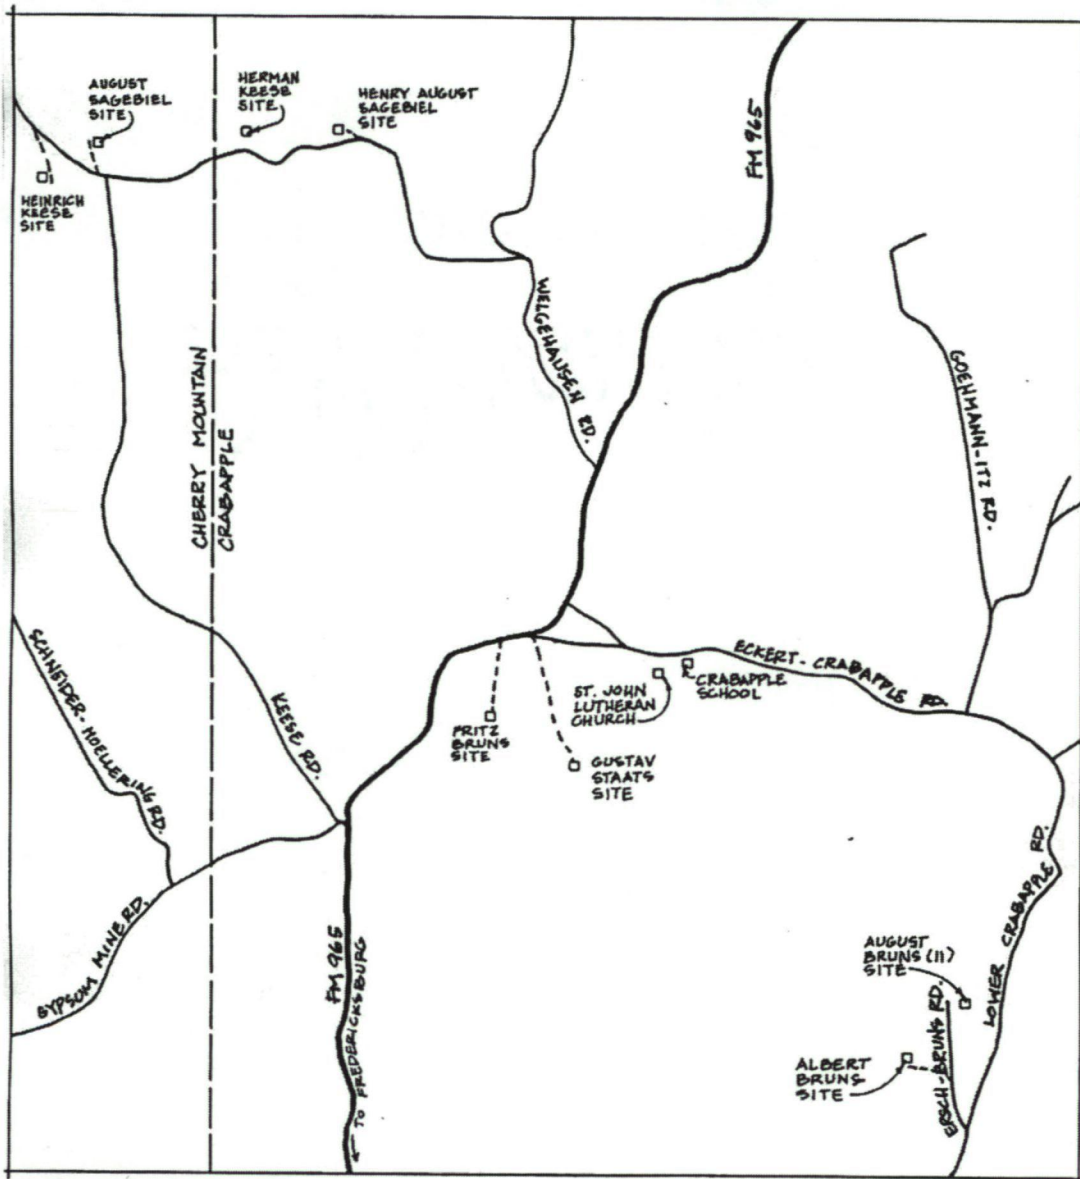 AUGUST
SAGEBIEL
SITE
HERMAN
KEESE
SITE
HENRY AUGUST
SAGEBIEL
SITE
FM 965
HEINRICH
KEESE
SITE
WELGEHAUSEN RD.
GOEHMANN-ITZ RD.
CHERRY MOUNTAIN
CRABAPPLE
SCHNEIDER-MOELLERING RD.
KEESE RD.
ECKERT-CRABAPPLE RD.
ST. JOHN
LUTHERAN
CHURCH
CRABAPPLE
SCHOOL
FRITZ
BRUNS
SITE
GUSTAV
STAATS
SITE
GYPSUM MINE RD.
FM 965
TO FREDERICKSBURG
LOWER CRABAPPLE RD.
AUGUST
BRUNS (II)
SITE
ERSCH-BRUNS RD.
ALBERT
BRUNS
SITE